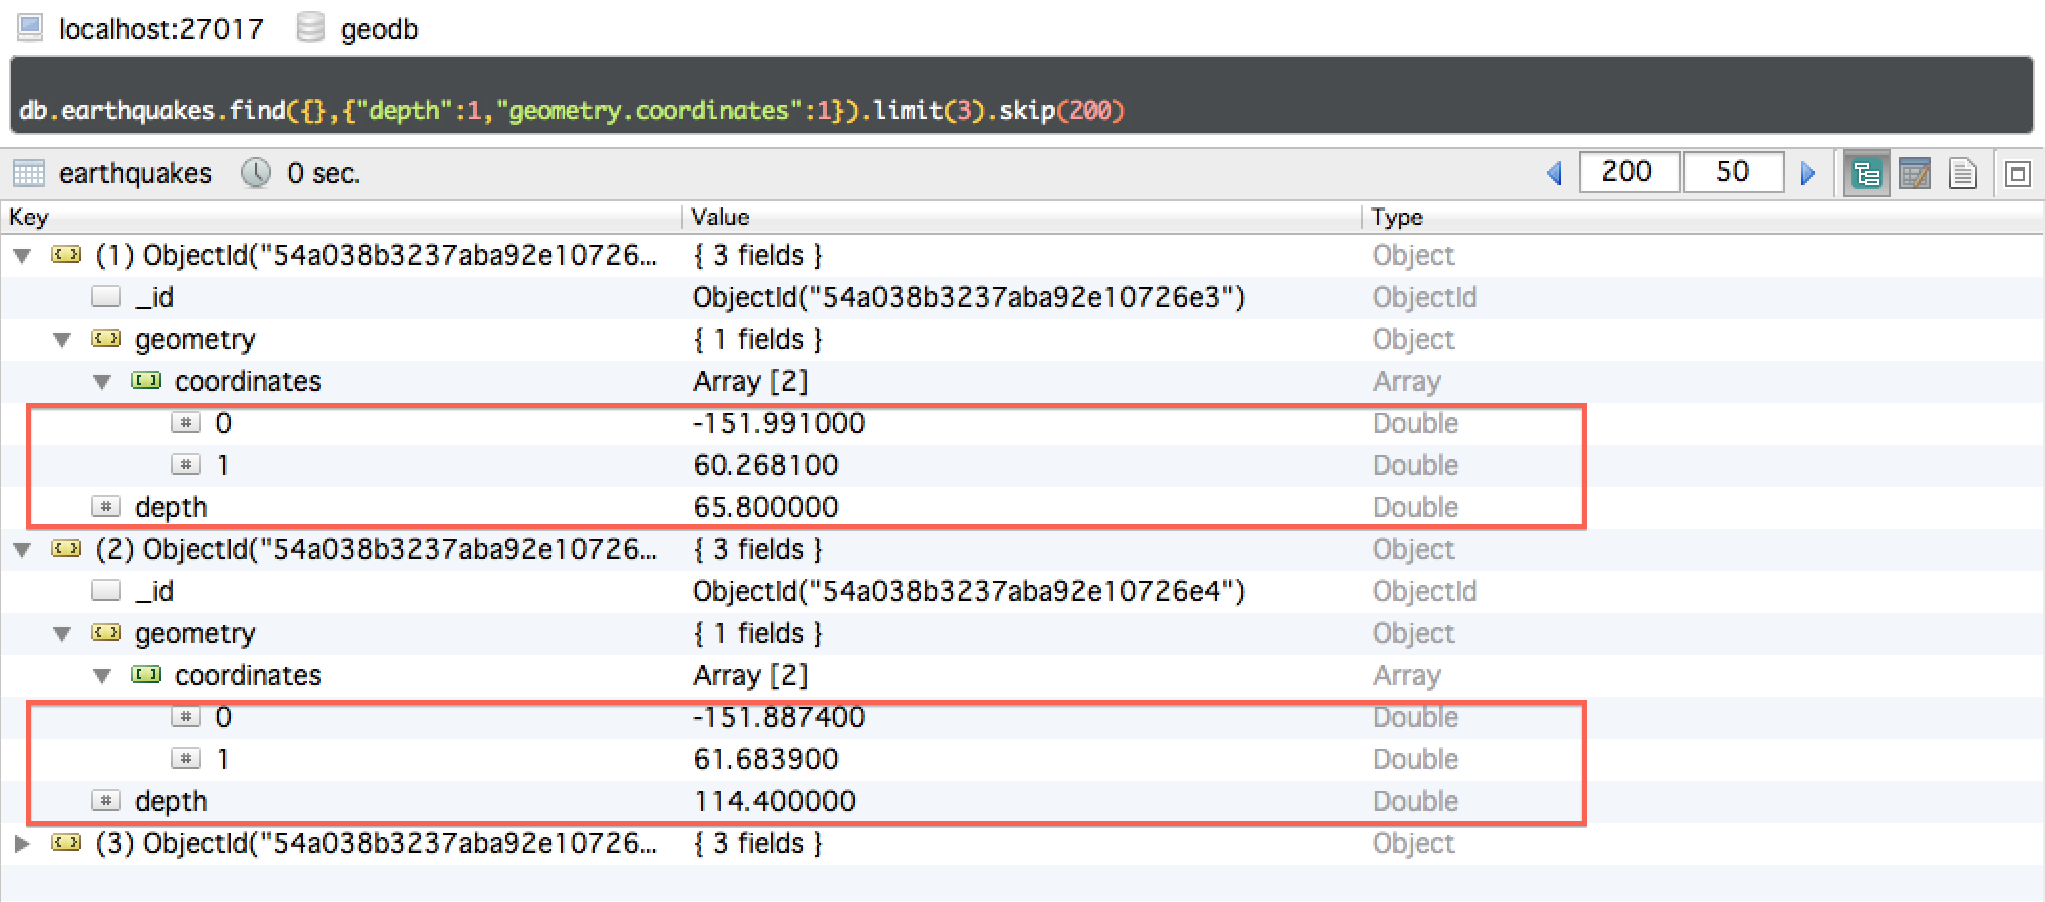 localhost:27017 geodb
db.earthquakes.find({},{"depth":1,"geometry.coordinates":1}).limit(3).skip(200)
earthquakes 0 sec. 200 50
Key Value Type
(1) ObjectId("54a038b3237aba92e10726... { 3 fields } Object
_id ObjectId("54a038b3237aba92e10726e3") ObjectId
geometry { 1 fields } Object
coordinates Array [2] Array
0 -151.991000 Double
1 60.268100 Double
depth 65.800000 Double
(2) ObjectId("54a038b3237aba92e10726... { 3 fields } Object
_id ObjectId("54a038b3237aba92e10726e4") ObjectId
geometry { 1 fields } Object
coordinates Array [2] Array
0 -151.887400 Double
1 61.683900 Double
depth 114.400000 Double
(3) ObjectId("54a038b3237aba92e10726... { 3 fields } Object